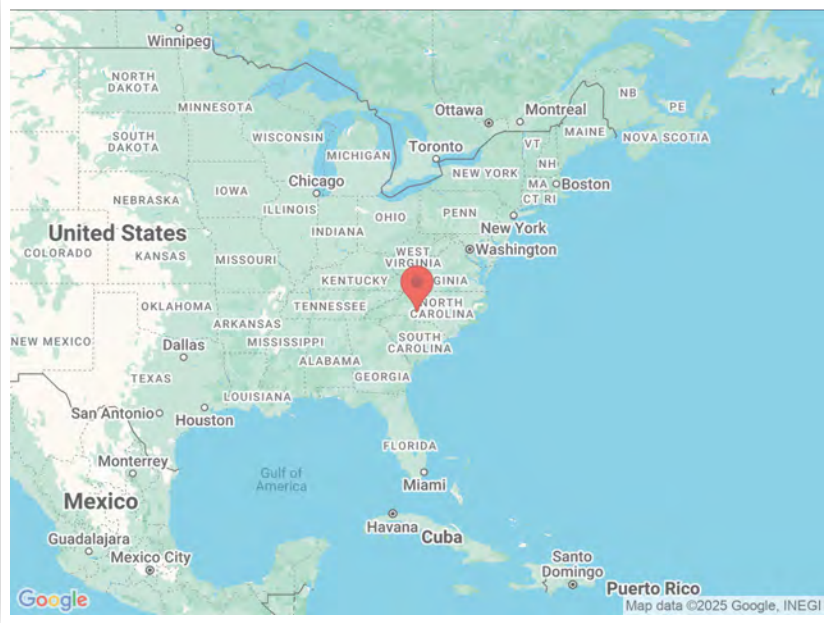 Winnipeg
NORTH
DAKOTA
MINNESOTA
Ottawa
Montreal
NB
PE
MAINE
NOVA SCOTIA
SOUTH
DAKOTA
WISCONSIN
MICHIGAN
Toronto
VT
NH
NEW YORK
MA
Boston
CT RI
Chicago
NEBRASKA
IOWA
ILLINOIS
INDIANA
OHIO
PENN
New York
United States
COLORADO
KANSAS
MISSOURI
WEST
VIRGINIA
Washington
KENTUCKY
GINIA
OKLAHOMA
TENNESSEE
NORTH
CAROLINA
ARKANSAS
NEW MEXICO
Dallas
MISSISSIPPI
SOUTH
CAROLINA
ALABAMA
TEXAS
GEORGIA
LOUISIANA
San Antonio
Houston
FLORIDA
Monterrey
Gulf of
America
Miami
Mexico
Havana
Cuba
Guadalajara
Mexico City
Santo
Domingo
Puerto Rico
Google
Map data ©2025 Google, INEGI